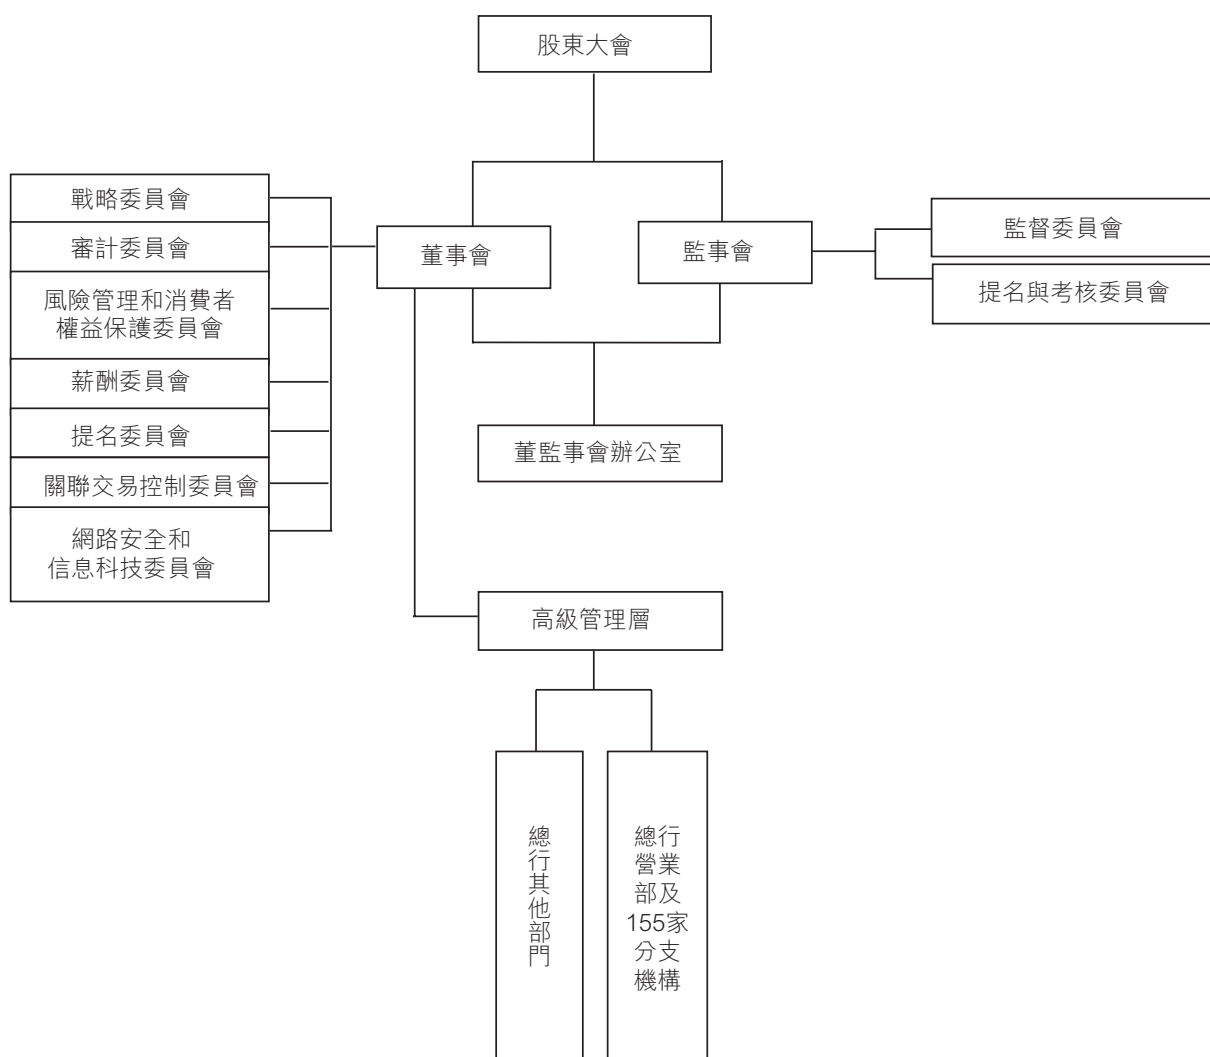 股東大會
戰略委員會
審計委員會
風險管理和消費者
權益保護委員會
薪酬委員會
提名委員會
關聯交易控制委員會
網路安全和
信息科技委員會
董事會
監事會
監督委員會
提名與考核委員會
董監事會辦公室
高級管理層
總行其他部門
總行
營業
部及
155家
分支
機構